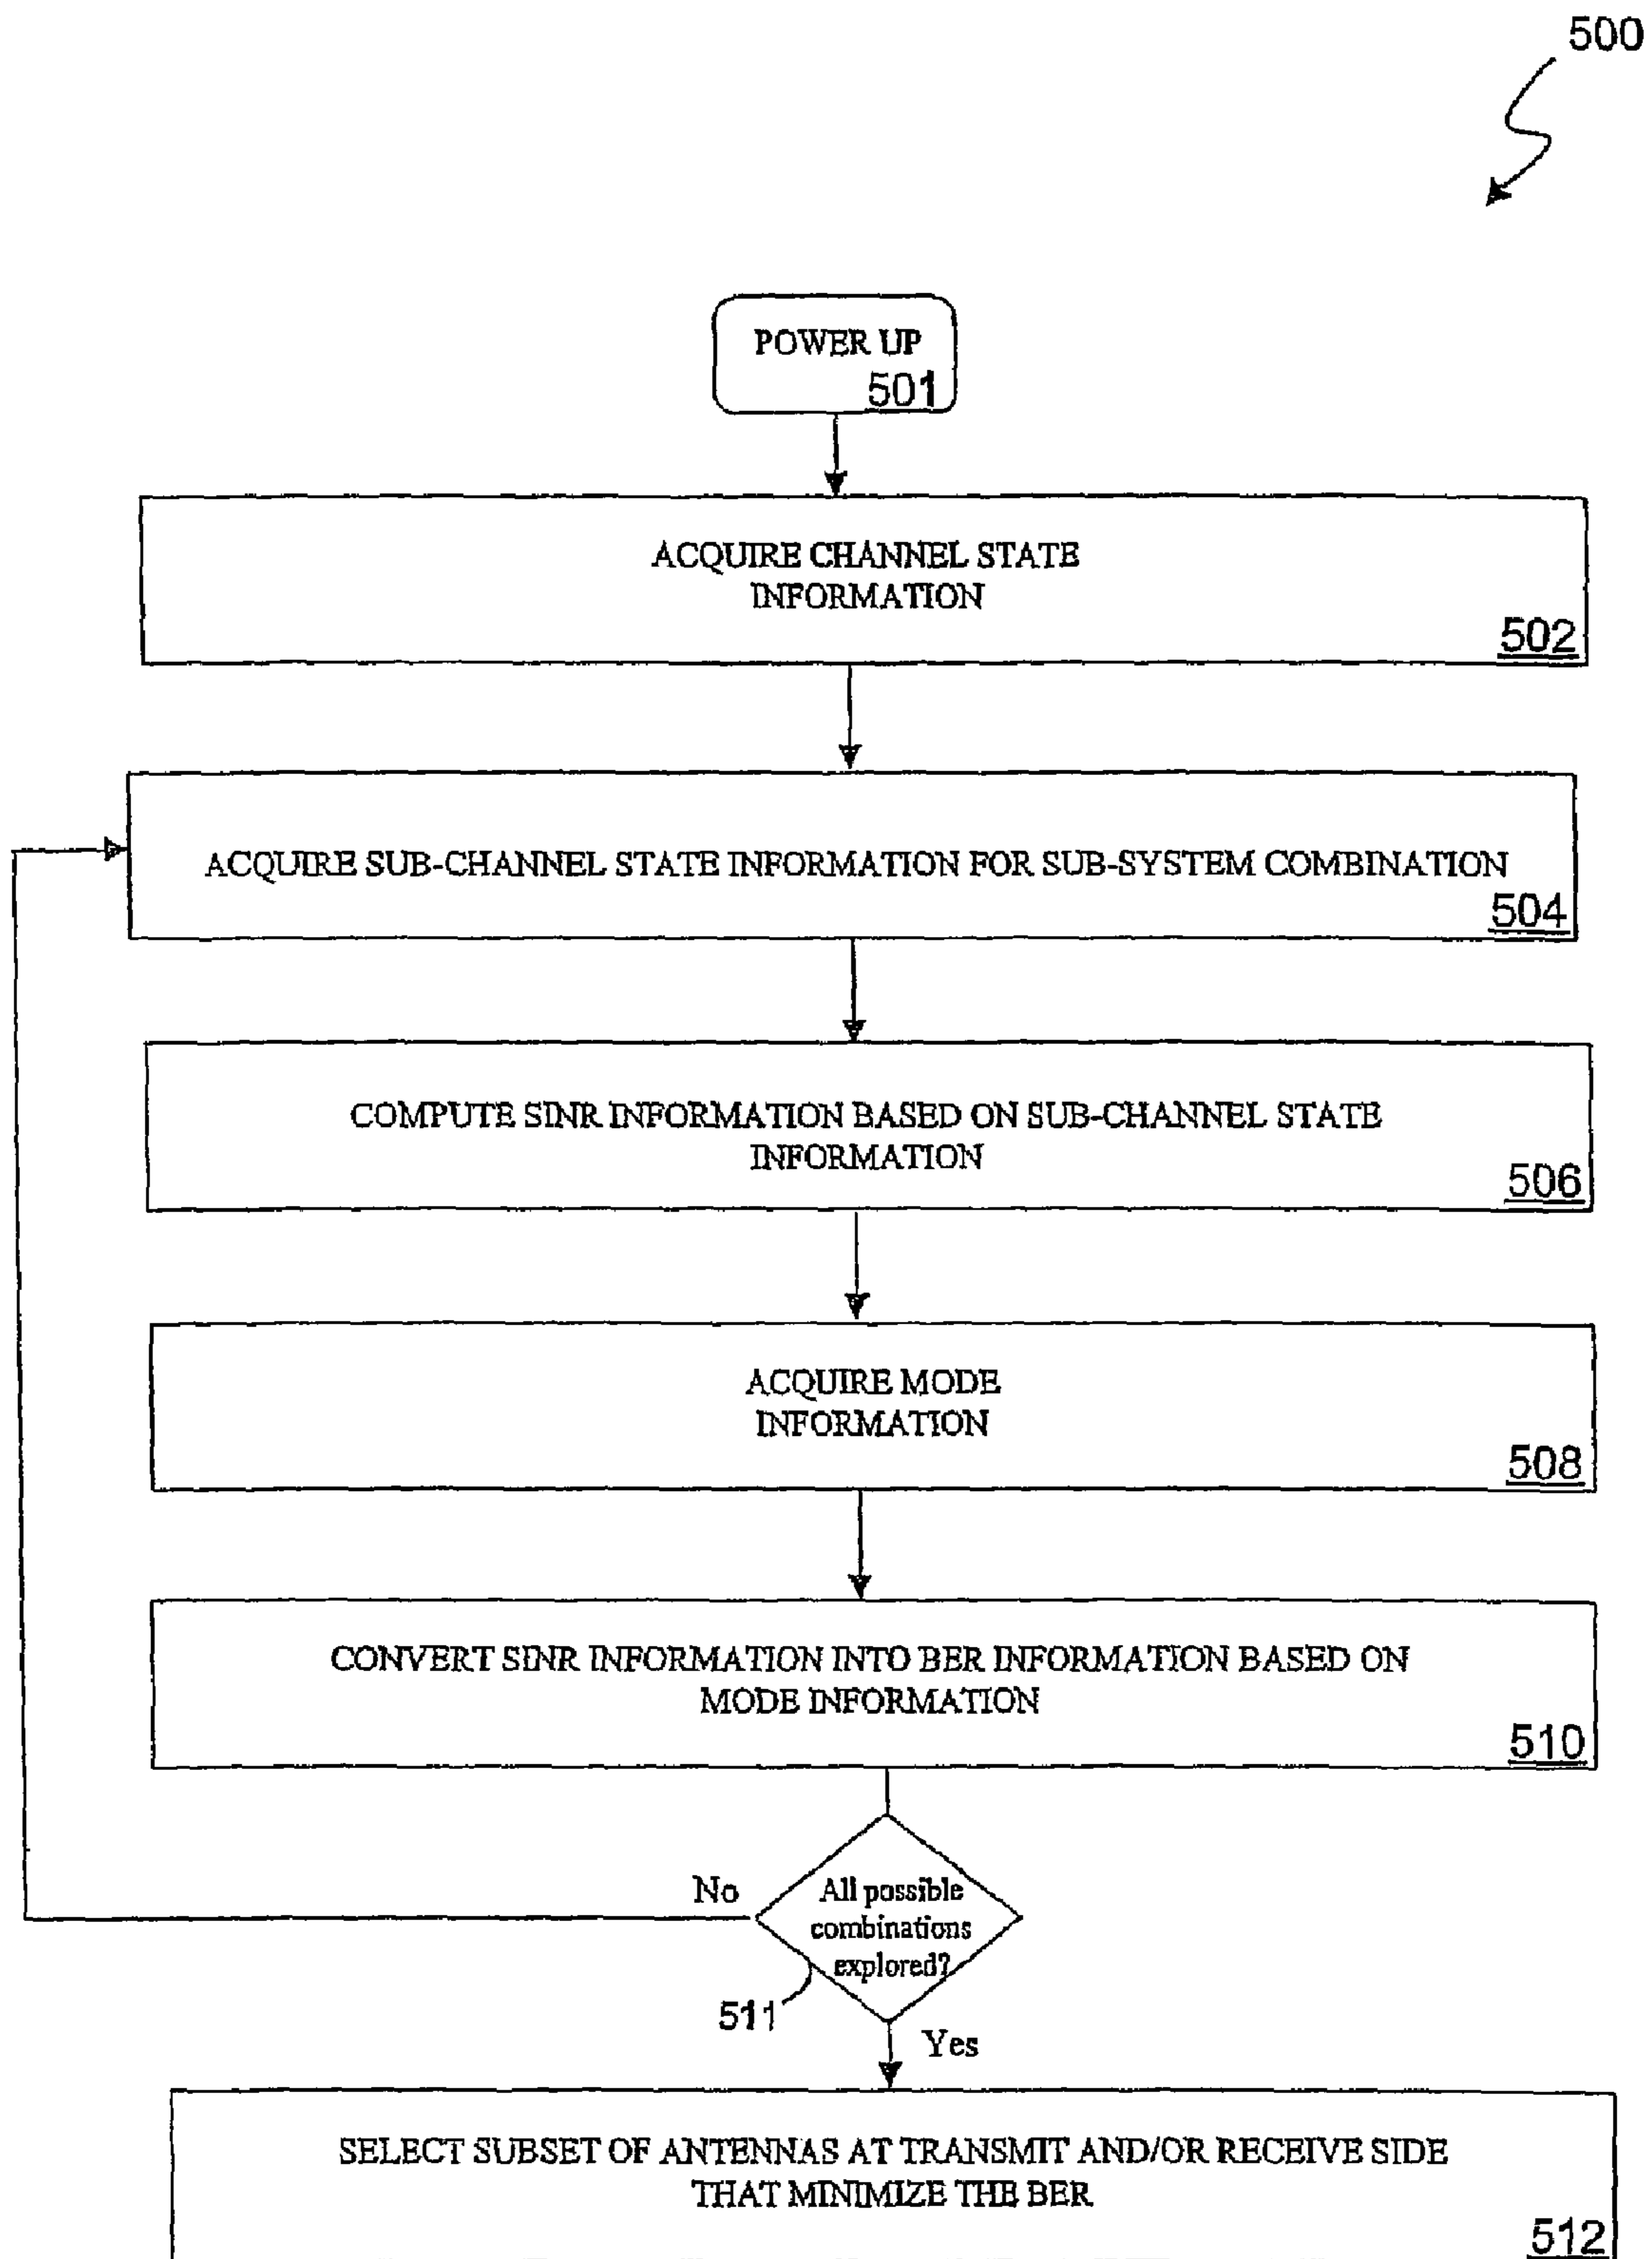 500
POWER UP
501
ACQUIRE CHANNEL STATE
INFORMATION
502
ACQUIRE SUB-CHANNEL STATE INFORMATION FOR SUB-SYSTEM COMBINATION
504
COMPUTE SINR INFORMATION BASED ON SUB-CHANNEL STATE
INFORMATION
506
ACQUIRE MODE
INFORMATION
508
CONVERT SINR INFORMATION INTO BER INFORMATION BASED ON
MODE INFORMATION
510
No
All possible
combinations
explored?
511
Yes
SELECT SUBSET OF ANTENNAS AT TRANSMIT AND/OR RECEIVE SIDE
THAT MINIMIZE THE BER
512